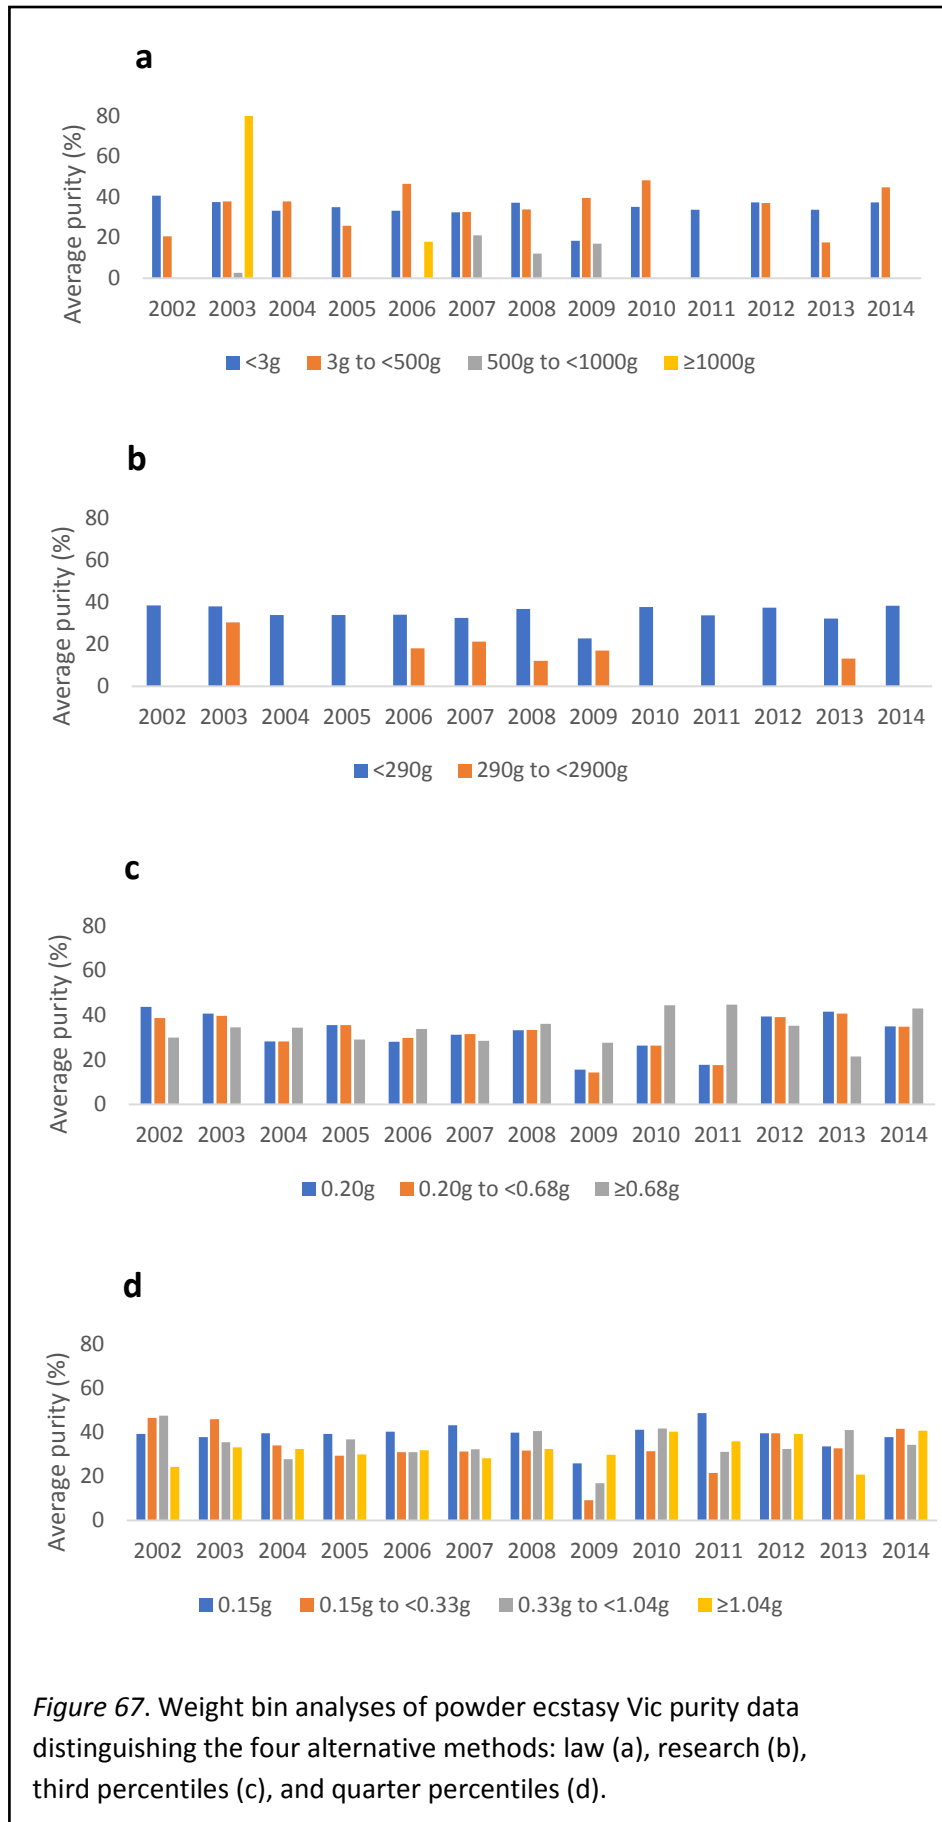 a
Average purity (%)
80
60
40
20
0
2002 2003 2004 2005 2006 2007 2008 2009 2010 2011 2012 2013 2014
<3g 3g to <500g 500g to <1000g ≥1000g
b
Average purity (%)
80
60
40
20
0
2002 2003 2004 2005 2006 2007 2008 2009 2010 2011 2012 2013 2014
<290g 290g to <2900g
c
Average purity (%)
80
60
40
20
0
2002 2003 2004 2005 2006 2007 2008 2009 2010 2011 2012 2013 2014
0.20g 0.20g to <0.68g ≥0.68g
d
Average purity (%)
80
60
40
20
0
2002 2003 2004 2005 2006 2007 2008 2009 2010 2011 2012 2013 2014
0.15g 0.15g to <0.33g 0.33g to <1.04g ≥1.04g
Figure 67. Weight bin analyses of powder ecstasy Vic purity data
distinguishing the four alternative methods: law (a), research (b),
third percentiles (c), and quarter percentiles (d).